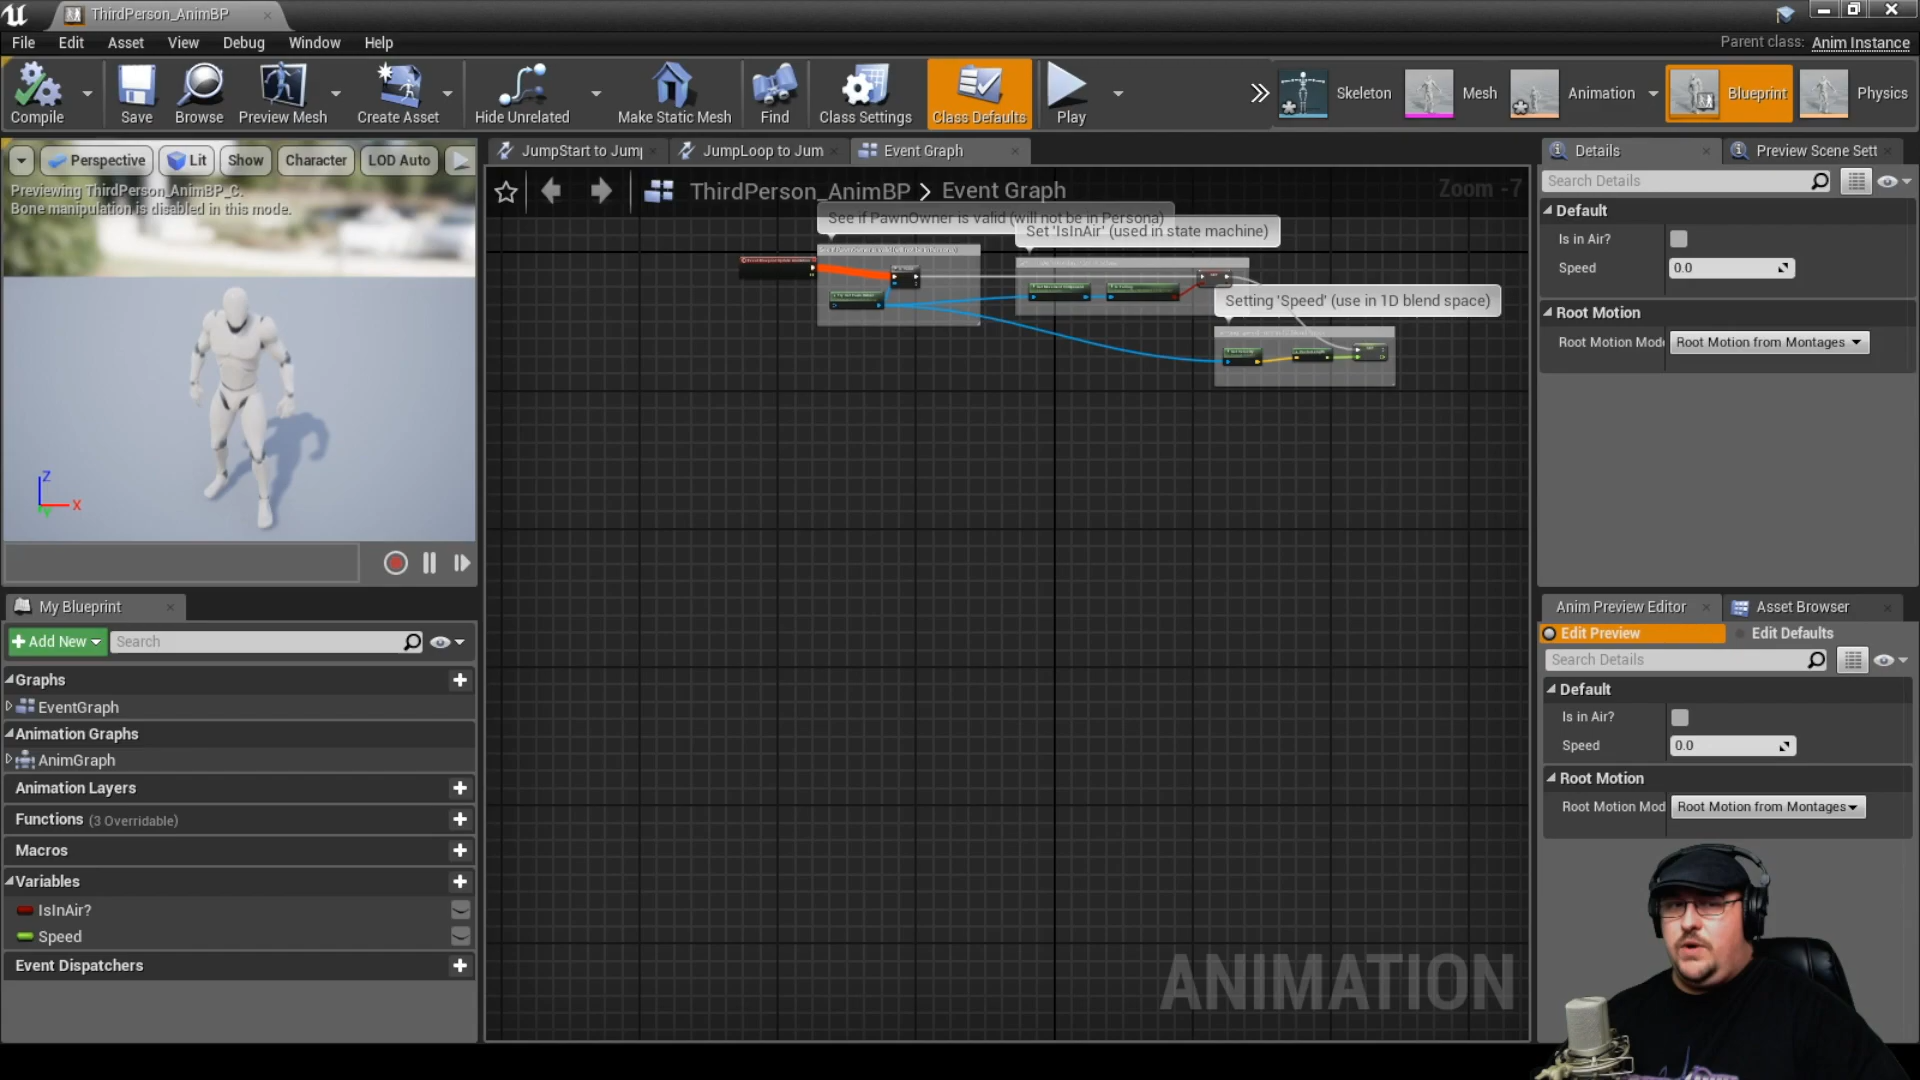 ThirdPerson_AnimBP
File Edit Asset View Debug Window Help
Parent class: Anim Instance
Compile
Save
Browse
Preview Mesh
Create Asset
Hide Unrelated
Make Static Mesh
Find
Class Settings
Class Defaults
Play
Skeleton
Mesh
Animation
Blueprint
Physics
Perspective
Lit
Show
Character
LOD Auto
Previewing ThirdPerson_AnimBP_C.
Bone manipulation is disabled in this mode.
Z
X
JumpStart to Jum
JumpLoop to Jum
Event Graph
ThirdPerson_AnimBP > Event Graph
Zoom -7
See if PawnOwner is valid (will not be in Persona)
Set 'IsInAir' (used in state machine)
Setting 'Speed' (use in 1D blend space)
ANIMATION
My Blueprint
Add New
Search
Graphs
EventGraph
Animation Graphs
AnimGraph
Animation Layers
Functions (3 Overridable)
Macros
Variables
IsInAir?
Speed
Event Dispatchers
Details
Preview Scene Sett
Search Details
Default
Is in Air?
Speed 0.0
Root Motion
Root Motion Mod Root Motion from Montages
Anim Preview Editor
Asset Browser
Edit Preview
Edit Defaults
Search Details
Default
Is in Air?
Speed 0.0
Root Motion
Root Motion Mod Root Motion from Montages